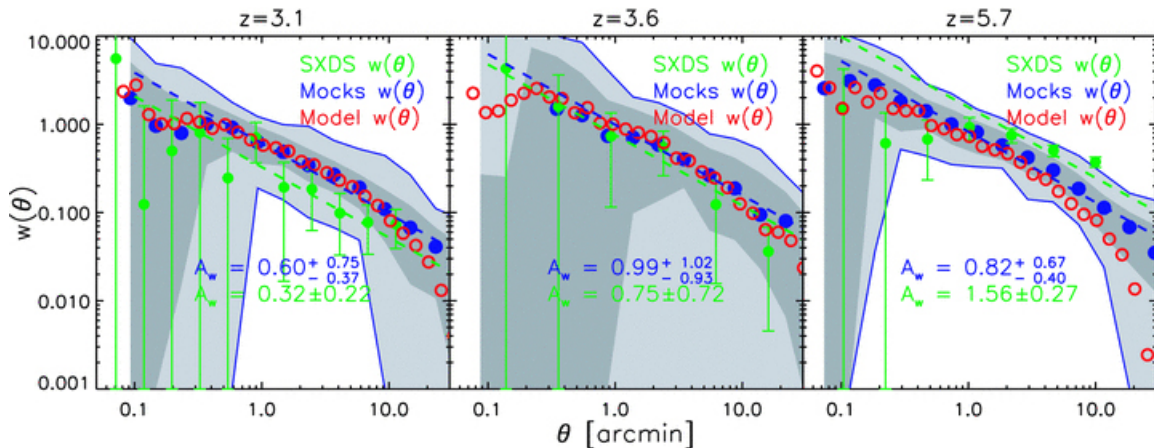 z=3.1 z=3.6 z=5.7
10.000
1.000
0.100
0.010
0.001
w(θ)
SXDS w(θ)
Mocks w(θ)
Model w(θ)
A_w = 0.60 + 0.75 - 0.37
A_w = 0.32±0.22
SXDS w(θ)
Mocks w(θ)
Model w(θ)
A_w = 0.99 + 1.02 - 0.93
A_w = 0.75±0.72
SXDS w(θ)
Mocks w(θ)
Model w(θ)
A_w = 0.82 + 0.67 - 0.40
A_w = 1.56±0.27
0.1 1.0 10.0 0.1 1.0 10.0 0.1 1.0 10.0
θ [arcmin]